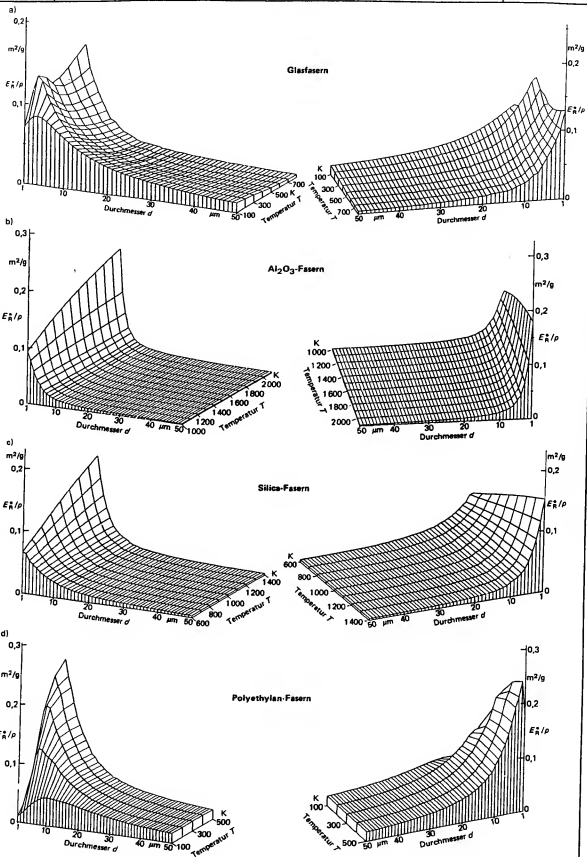 a)
0,2
m²/g
E*R/ρ
0,1
0
1
10
20
30
40
μm
50
Durchmesser d
100
300
500
K
700
Temperatur T
Glasfasern
K
100
300
500
700
Temperatur T
50
μm
40
30
20
10
1
Durchmesser d
m²/g
0,2
E*R/ρ
0,1
0
b)
0,3
m²/g
0,2
E*R/ρ
0,1
0
1
10
20
30
40
μm
50
Durchmesser d
1000
1200
1400
1600
1800
2000
K
Temperatur T
Al₂O₃-Fasern
K
1000
1200
1400
1600
1800
2000
Temperatur T
50
μm
40
30
20
10
1
Durchmesser d
0,3
m²/g
0,2
E*R/ρ
0,1
0
c)
m²/g
0,2
E*R/ρ
0,1
0
1
10
20
30
40
μm
50
Durchmesser d
600
800
1000
1200
1400
K
Temperatur T
Silica-Fasern
K
600
800
1000
1200
1400
Temperatur T
50
μm
40
30
20
10
1
Durchmesser d
m²/g
0,2
E*R/ρ
0,1
0
d)
0,3
m²/g
0,2
E*R/ρ
0,1
1
10
20
30
40
μm
50
Durchmesser d
100
300
500
K
Temperatur T
Polyethylan-Fasern
K
100
300
500
Temperatur T
50
μm
40
30
20
10
1
Durchmesser d
0,3
m²/g
0,2
E*R/ρ
0,1
0